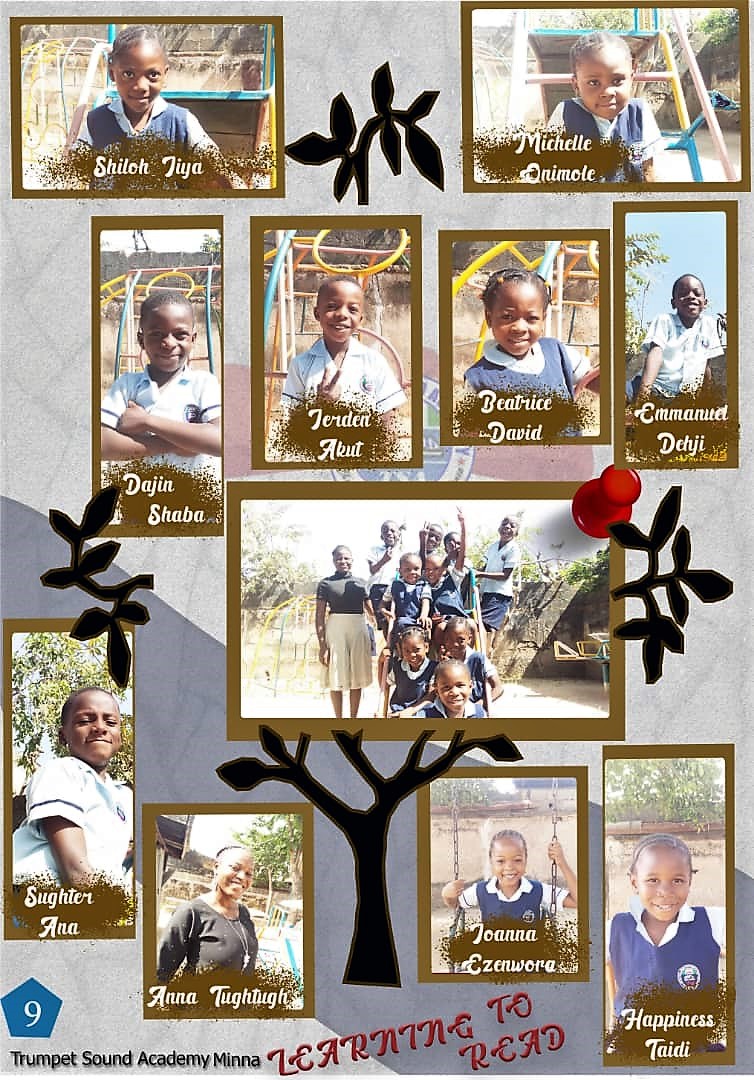 Shiloh Jiya
Michelle
Onimole
Dajin
Shaba
Jerden
Akut
Beatrice
David
Emmanuel
Dehji
Sughter
Ana
Anna Tughtugh
Joanna
Ezenwora
Happiness
Taidi
9
Trumpet Sound Academy Minna
LEARNING TO
READ